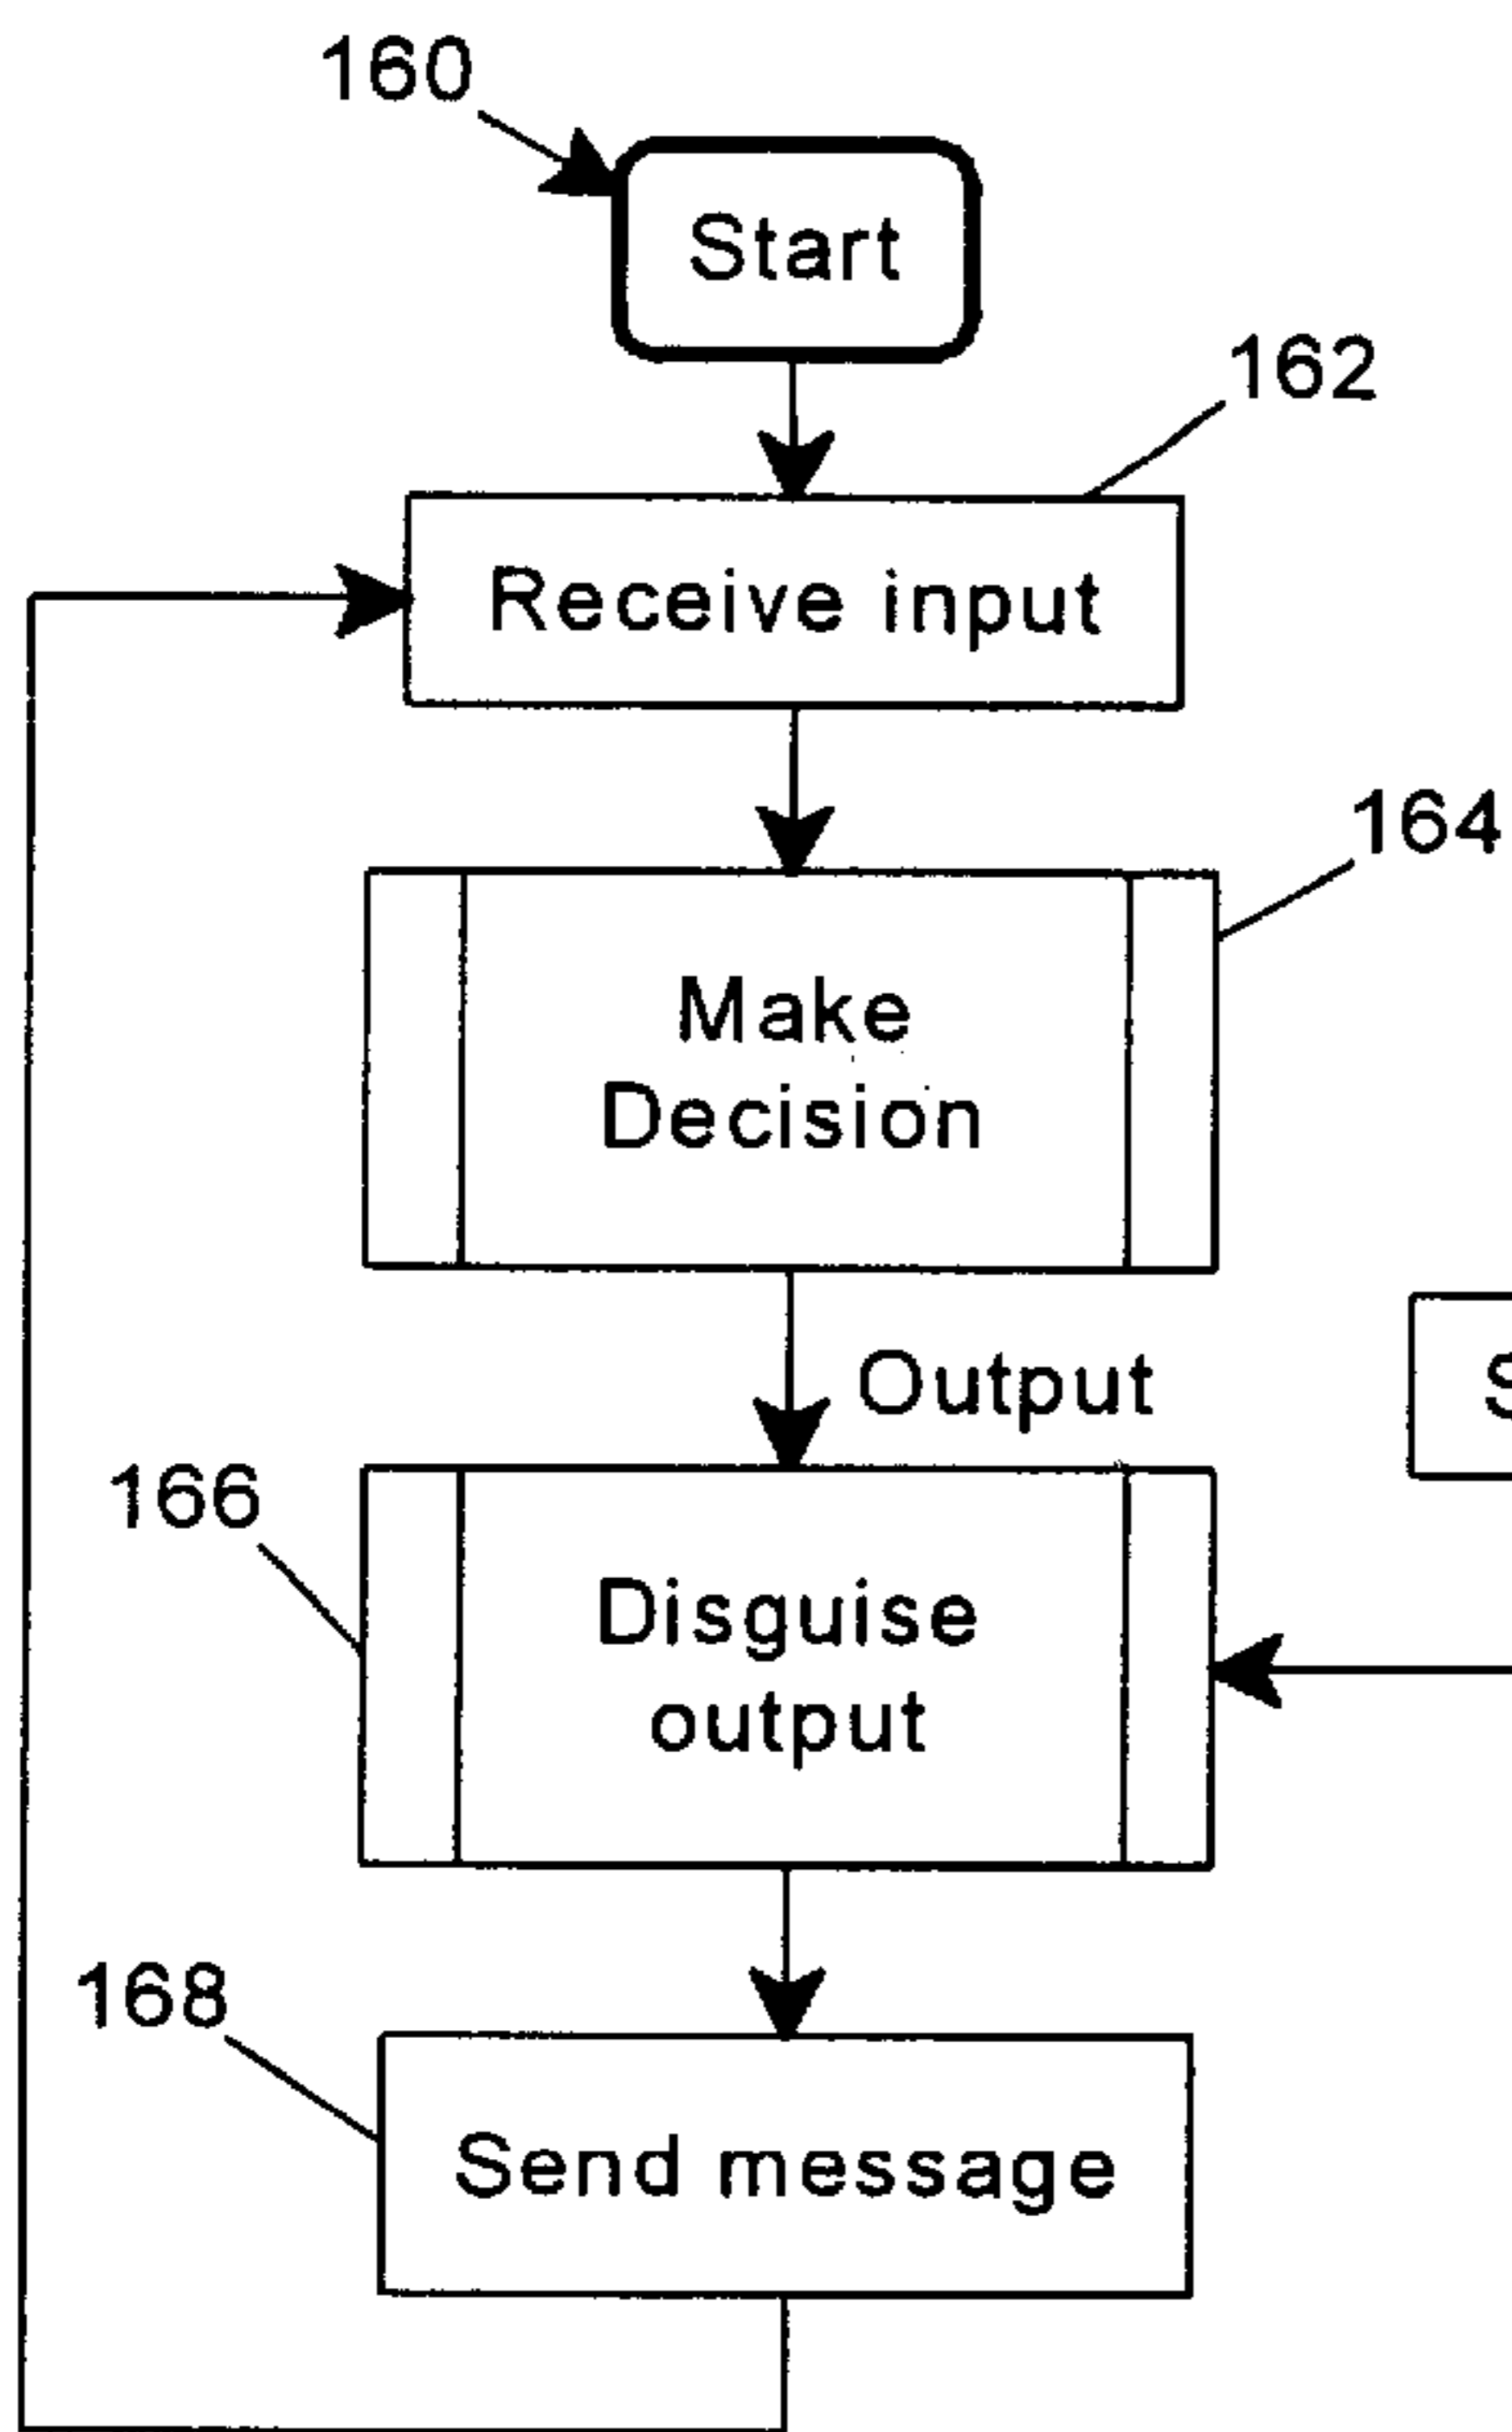 160
Start
162
Receive input
164
Make
Decision
Output
166
Disguise
output
168
Send message